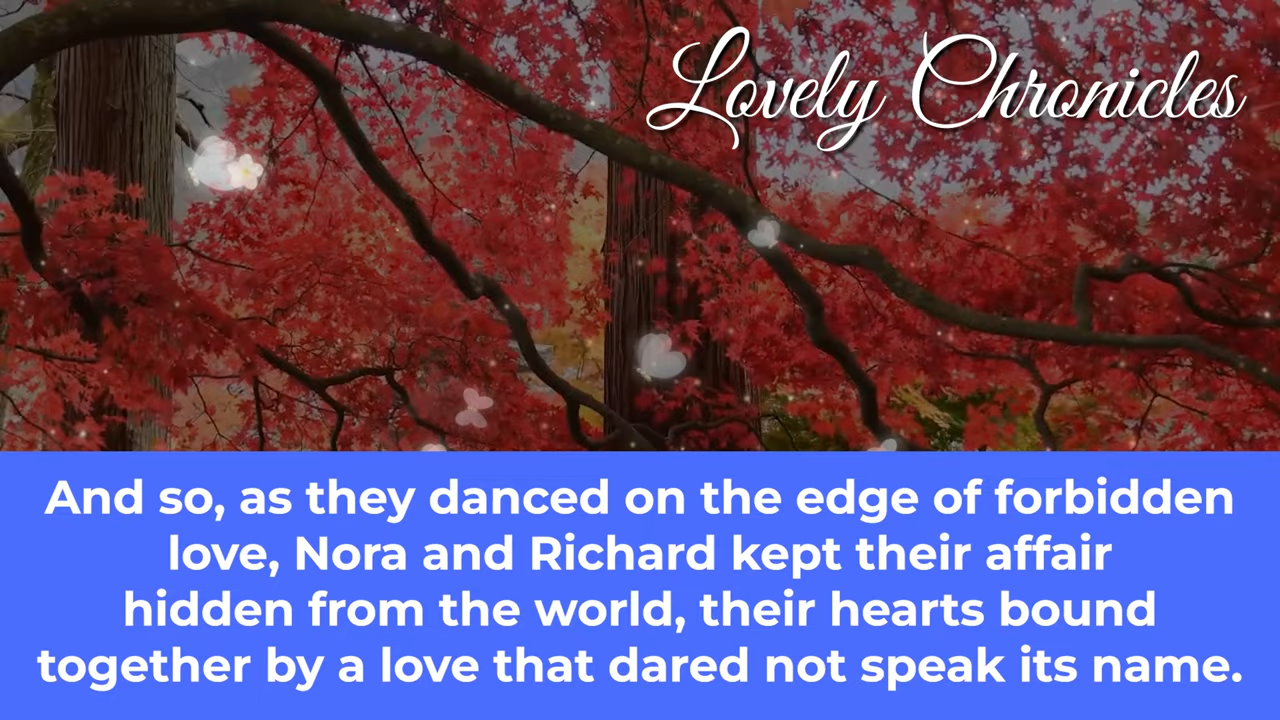 Lovely Chronicles
And so, as they danced on the edge of forbidden
love, Nora and Richard kept their affair
hidden from the world, their hearts bound
together by a love that dared not speak its name.